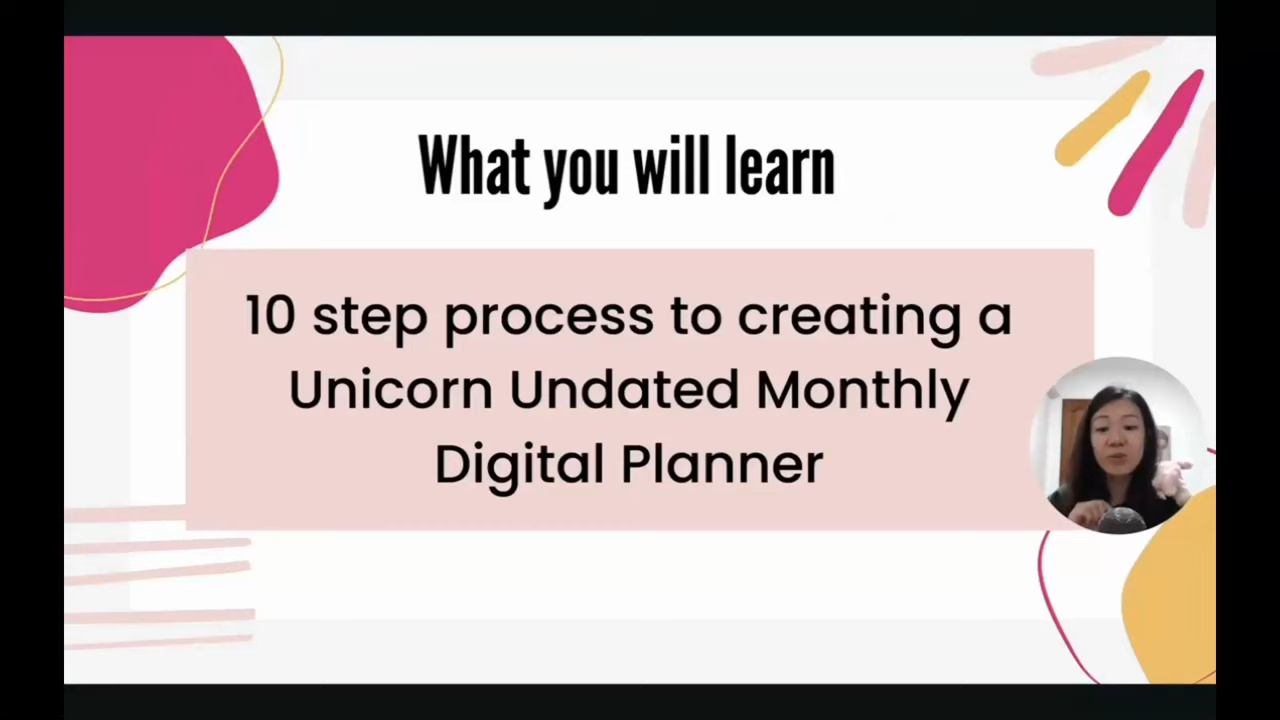 What you will learn
10 step process to creating a
Unicorn Undated Monthly
Digital Planner